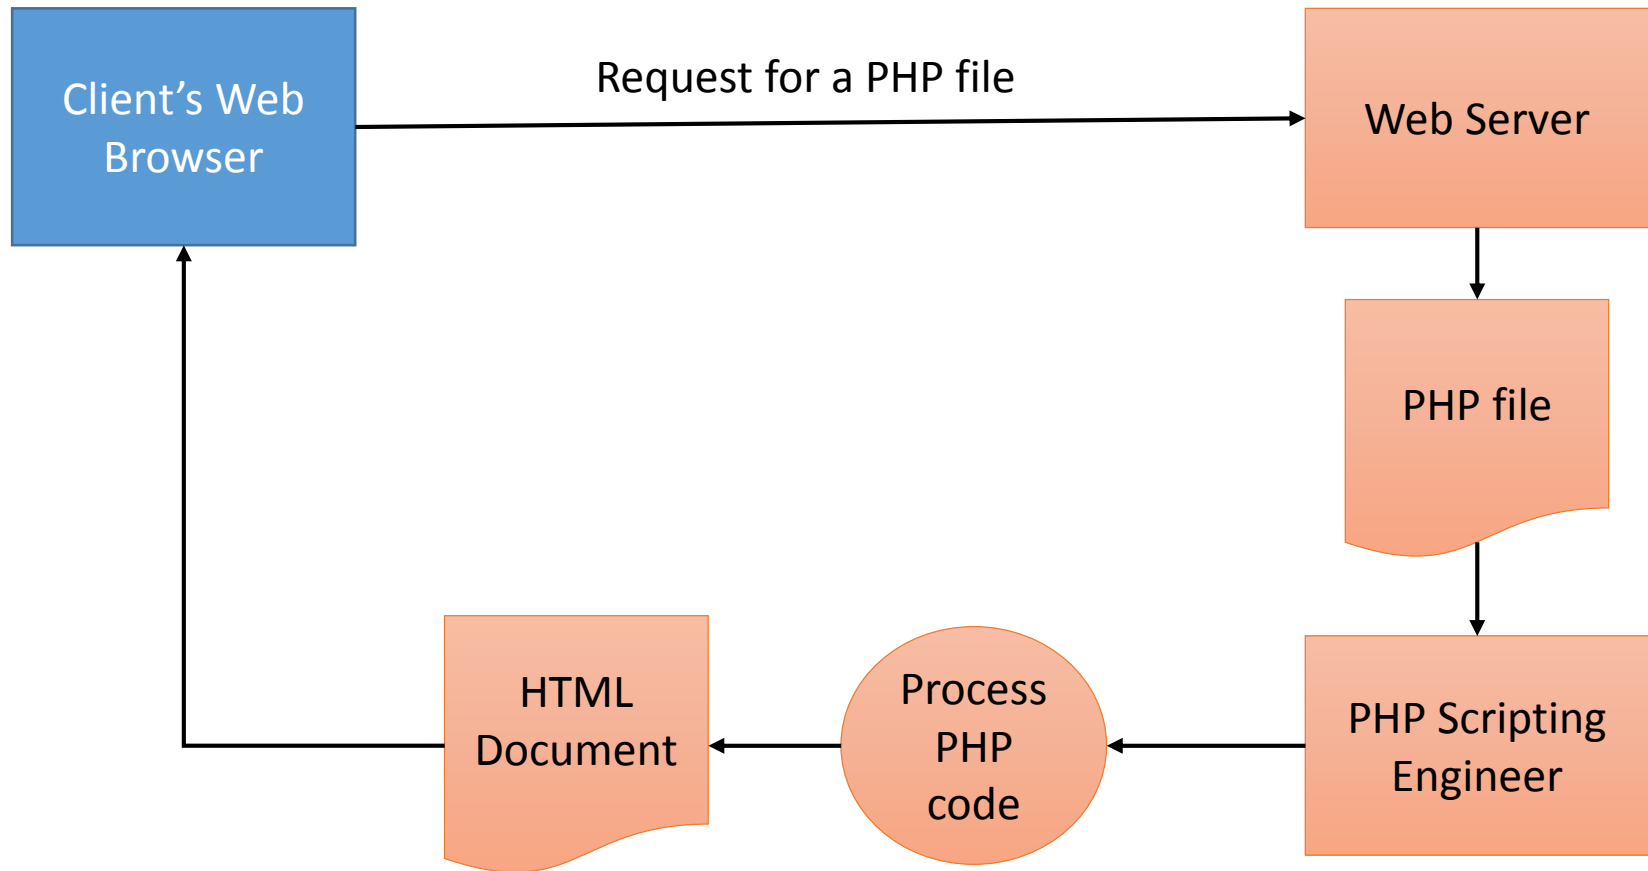 Client’s Web
Browser
Request for a PHP file
Web Server
PHP file
PHP Scripting
Engineer
Process
PHP
code
HTML
Document